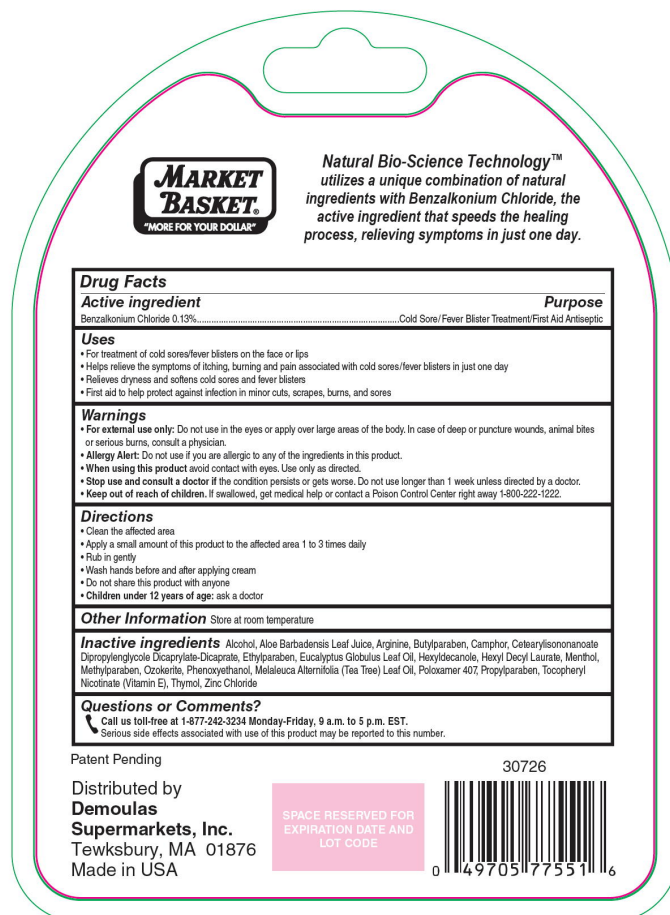 MARKET
BASKET®
"MORE FOR YOUR DOLLAR"
Natural Bio-Science Technology™
utilizes a unique combination of natural
ingredients with Benzalkonium Chloride, the
active ingredient that speeds the healing
process, relieving symptoms in just one day.
Drug Facts
Active ingredient Purpose
Benzalkonium Chloride 0.13%.....................................................................................Cold Sore/Fever Blister Treatment/First Aid Antiseptic
Uses
• For treatment of cold sores/fever blisters on the face or lips
• Helps relieve the symptoms of itching, burning and pain associated with cold sores/fever blisters in just one day
• Relieves dryness and softens cold sores and fever blisters
• First aid to help protect against infection in minor cuts, scrapes, burns, and sores
Warnings
• For external use only: Do not use in the eyes or apply over large areas of the body. In case of deep or puncture wounds, animal bites
or serious burns, consult a physician.
• Allergy Alert: Do not use if you are allergic to any of the ingredients in this product.
• When using this product avoid contact with eyes. Use only as directed.
• Stop use and consult a doctor if the condition persists or gets worse. Do not use longer than 1 week unless directed by a doctor.
• Keep out of reach of children. If swallowed, get medical help or contact a Poison Control Center right away 1-800-222-1222.
Directions
• Clean the affected area
• Apply a small amount of this product to the affected area 1 to 3 times daily
• Rub in gently
• Wash hands before and after applying cream
• Do not share this product with anyone
• Children under 12 years of age: ask a doctor
Other Information Store at room temperature
Inactive ingredients Alcohol, Aloe Barbadensis Leaf Juice, Arginine, Butylparaben, Camphor, Cetearylisononanoate
Dipropylenglycole Dicaprylate-Dicaprate, Ethylparaben, Eucalyptus Globulus Leaf Oil, Hexyldecanole, Hexyl Decyl Laurate, Menthol,
Methylparaben, Ozokerite, Phenoxyethanol, Melaleuca Alternifolia (Tea Tree) Leaf Oil, Poloxamer 407, Propylparaben, Tocopheryl
Nicotinate (Vitamin E), Thymol, Zinc Chloride
Questions or Comments?
Call us toll-free at 1-877-242-3234 Monday-Friday, 9 a.m. to 5 p.m. EST.
Serious side effects associated with use of this product may be reported to this number.
Patent Pending
Distributed by
Demoulas
Supermarkets, Inc.
Tewksbury, MA 01876
Made in USA
SPACE RESERVED FOR
EXPIRATION DATE AND
LOT CODE
30726
0 49705 77551 6